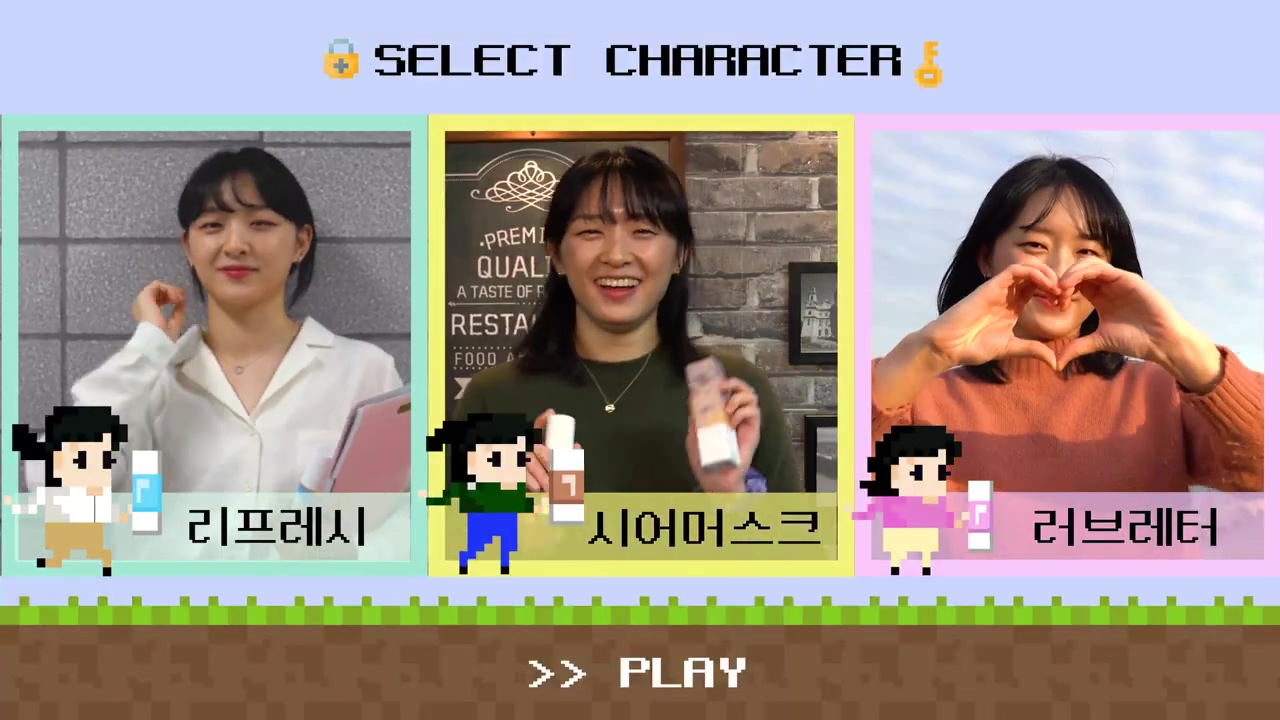 SELECT CHARACTER
·PREMI
QUALI
A TASTE OF R
RESTA
FOOD A
리프레시
시어머스크
러브레터
>> PLAY